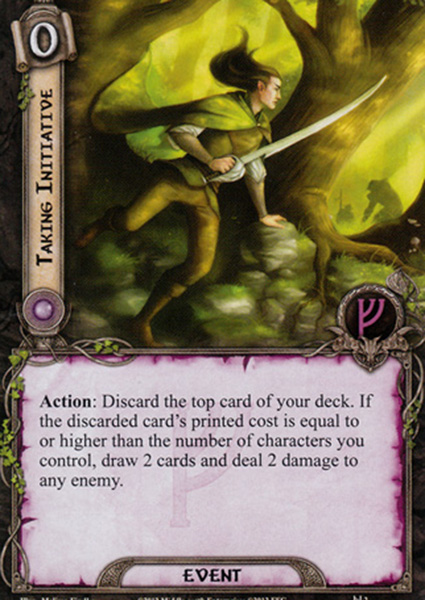 0
TAKING INITIATIVE
Action: Discard the top card of your deck. If
the discarded card's printed cost is equal to
or higher than the number of characters you
control, draw 2 cards and deal 2 damage to
any enemy.
EVENT